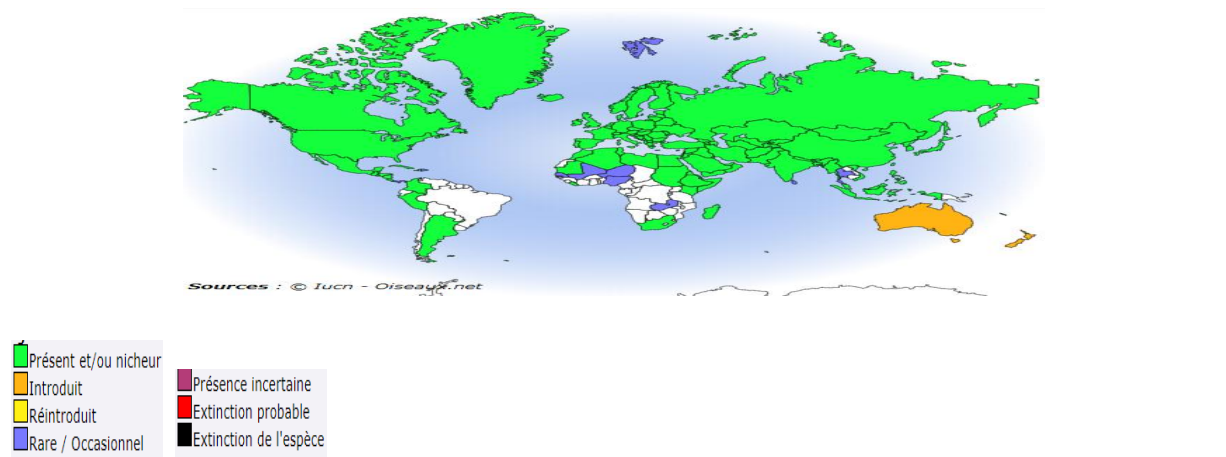 Sources : © Iucn - Oiseaux.net
Présent et/ou nicheur
Introduit
Réintroduit
Rare / Occasionnel
Présence incertaine
Extinction probable
Extinction de l'espèce